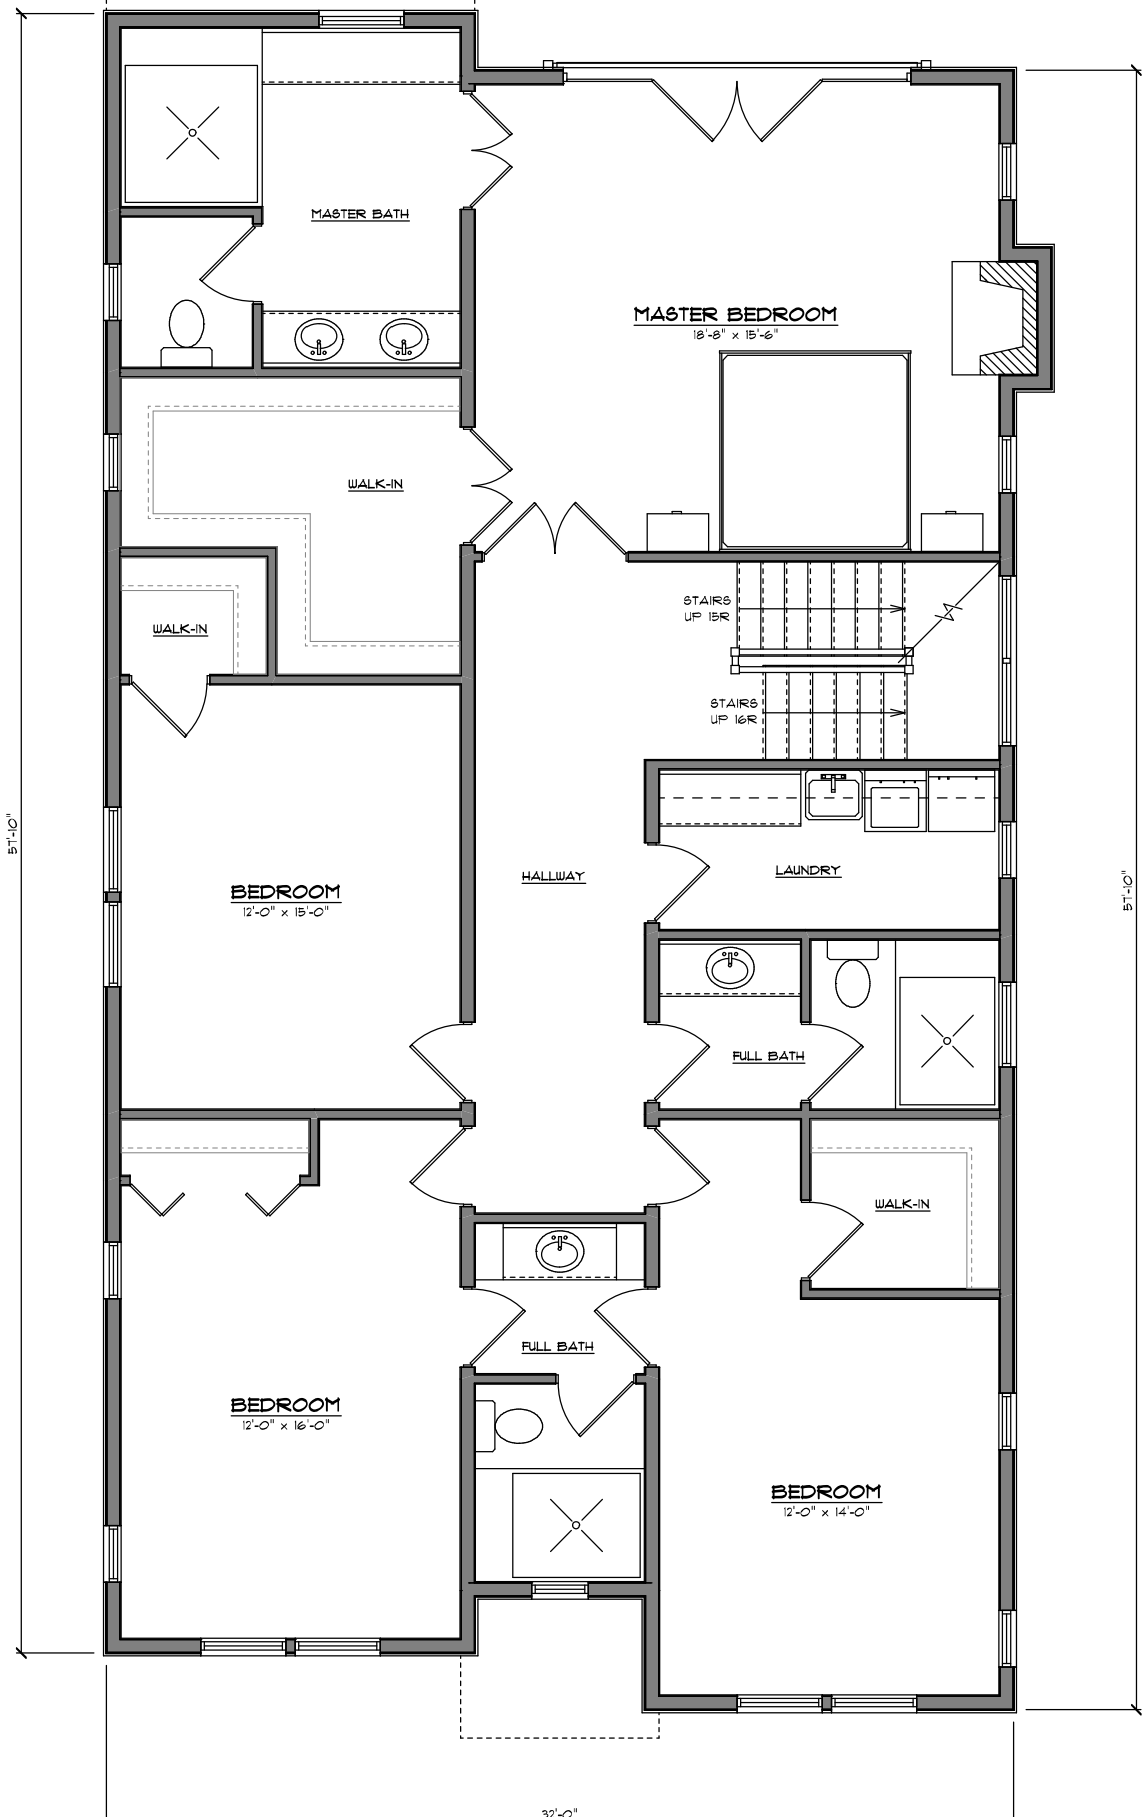 MASTER BATH
MASTER BEDROOM
18'-8" x 15'-6"
WALK-IN
STAIRS
UP 15R
WALK-IN
STAIRS
UP 16R
57'-10"
BEDROOM
12'-0" x 15'-0"
HALLWAY
LAUNDRY
57'-10"
FULL BATH
WALK-IN
FULL BATH
BEDROOM
12'-0" x 16'-0"
BEDROOM
12'-0" x 14'-0"
32'-0"